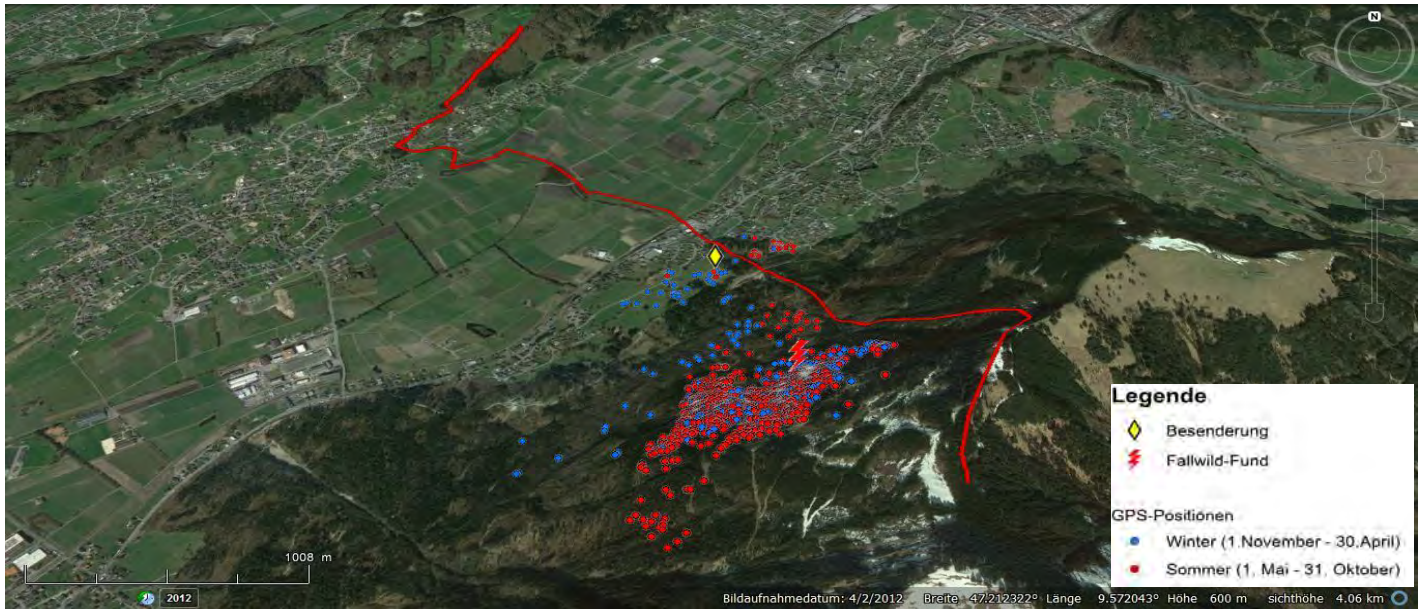 N
Legende
Besenderung
Fallwild-Fund
GPS-Positionen
Winter (1.November - 30.April)
Sommer (1. Mai - 31. Oktober)
1008 m
2012
Bildaufnahmedatum: 4/2/2012 Breite 47.212322° Länge 9.572043° Höhe 600 m sichthöhe 4.06 km